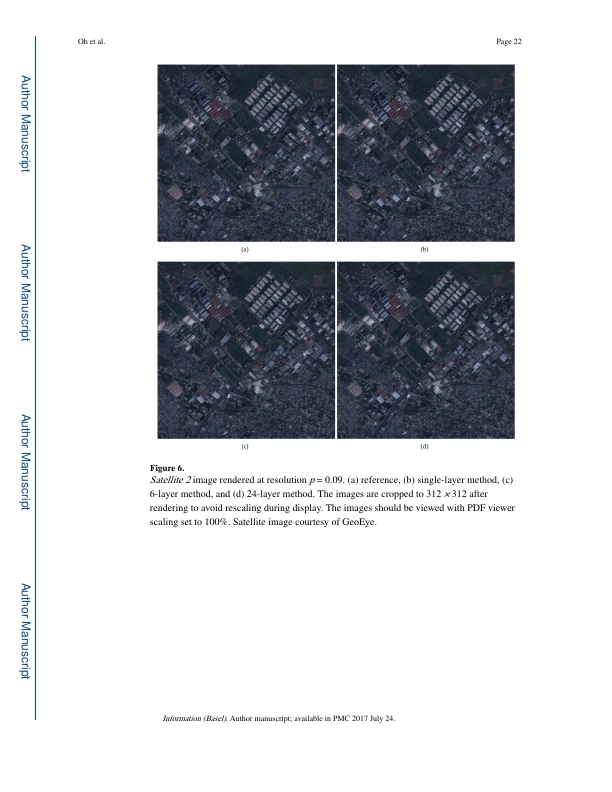 Oh et al.
Page 22
Author Manuscript
Author Manuscript
Author Manuscript
Author Manuscript
(a)
(b)
(c)
(d)
Figure 6.
Satellite 2 image rendered at resolution p = 0.09. (a) reference, (b) single-layer method, (c)
6-layer method, and (d) 24-layer method. The images are cropped to 312 × 312 after
rendering to avoid rescaling during display. The images should be viewed with PDF viewer
scaling set to 100%. Satellite image courtesy of GeoEye.
Information (Basel). Author manuscript; available in PMC 2017 July 24.